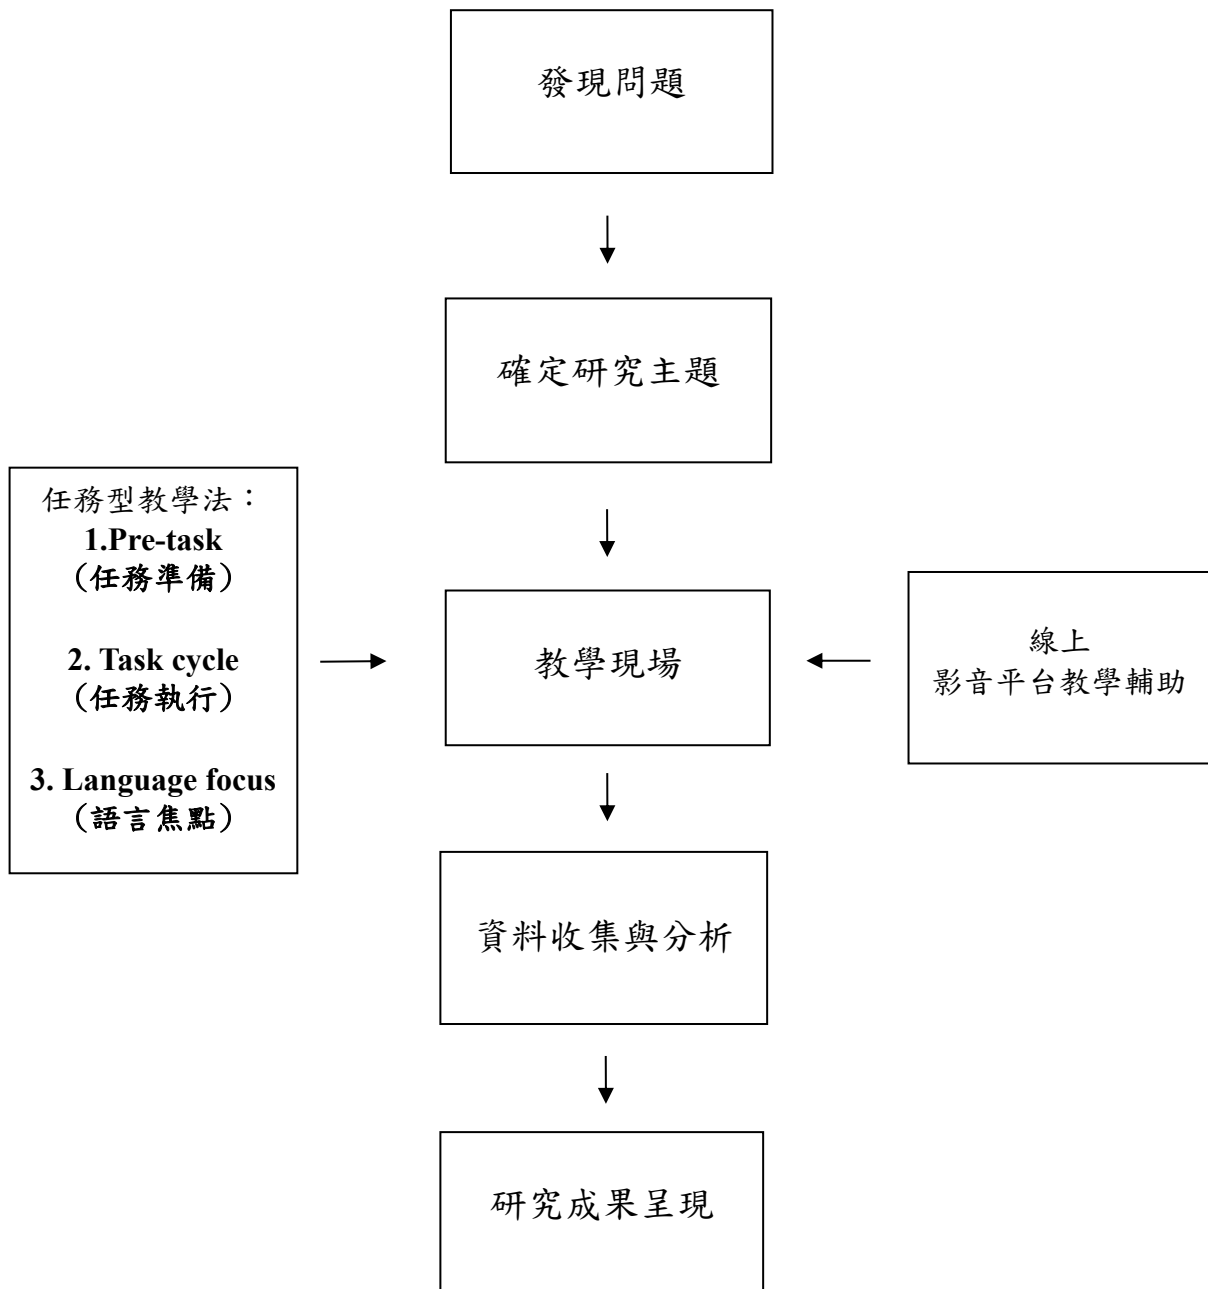 發現問題
確定研究主題
任務型教學法：
1.Pre-task
（任務準備）
2. Task cycle
（任務執行）
3. Language focus
（語言焦點）
教學現場
線上
影音平台教學輔助
資料收集與分析
研究成果呈現